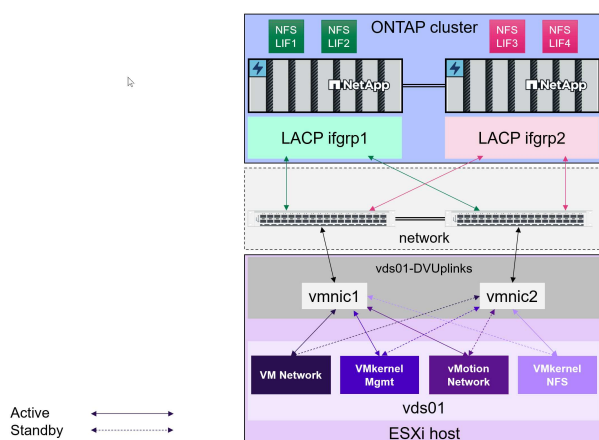 ONTAP cluster
NFS
LIF1
NFS
LIF2
NFS
LIF3
NFS
LIF4
NetApp
NetApp
LACP ifgrp1
LACP ifgrp2
network
vds01-DVUplinks
vmnic1
vmnic2
VM Network
VMkernel
Mgmt
vMotion
Network
VMkernel
NFS
vds01
Active
Standby
ESXi host